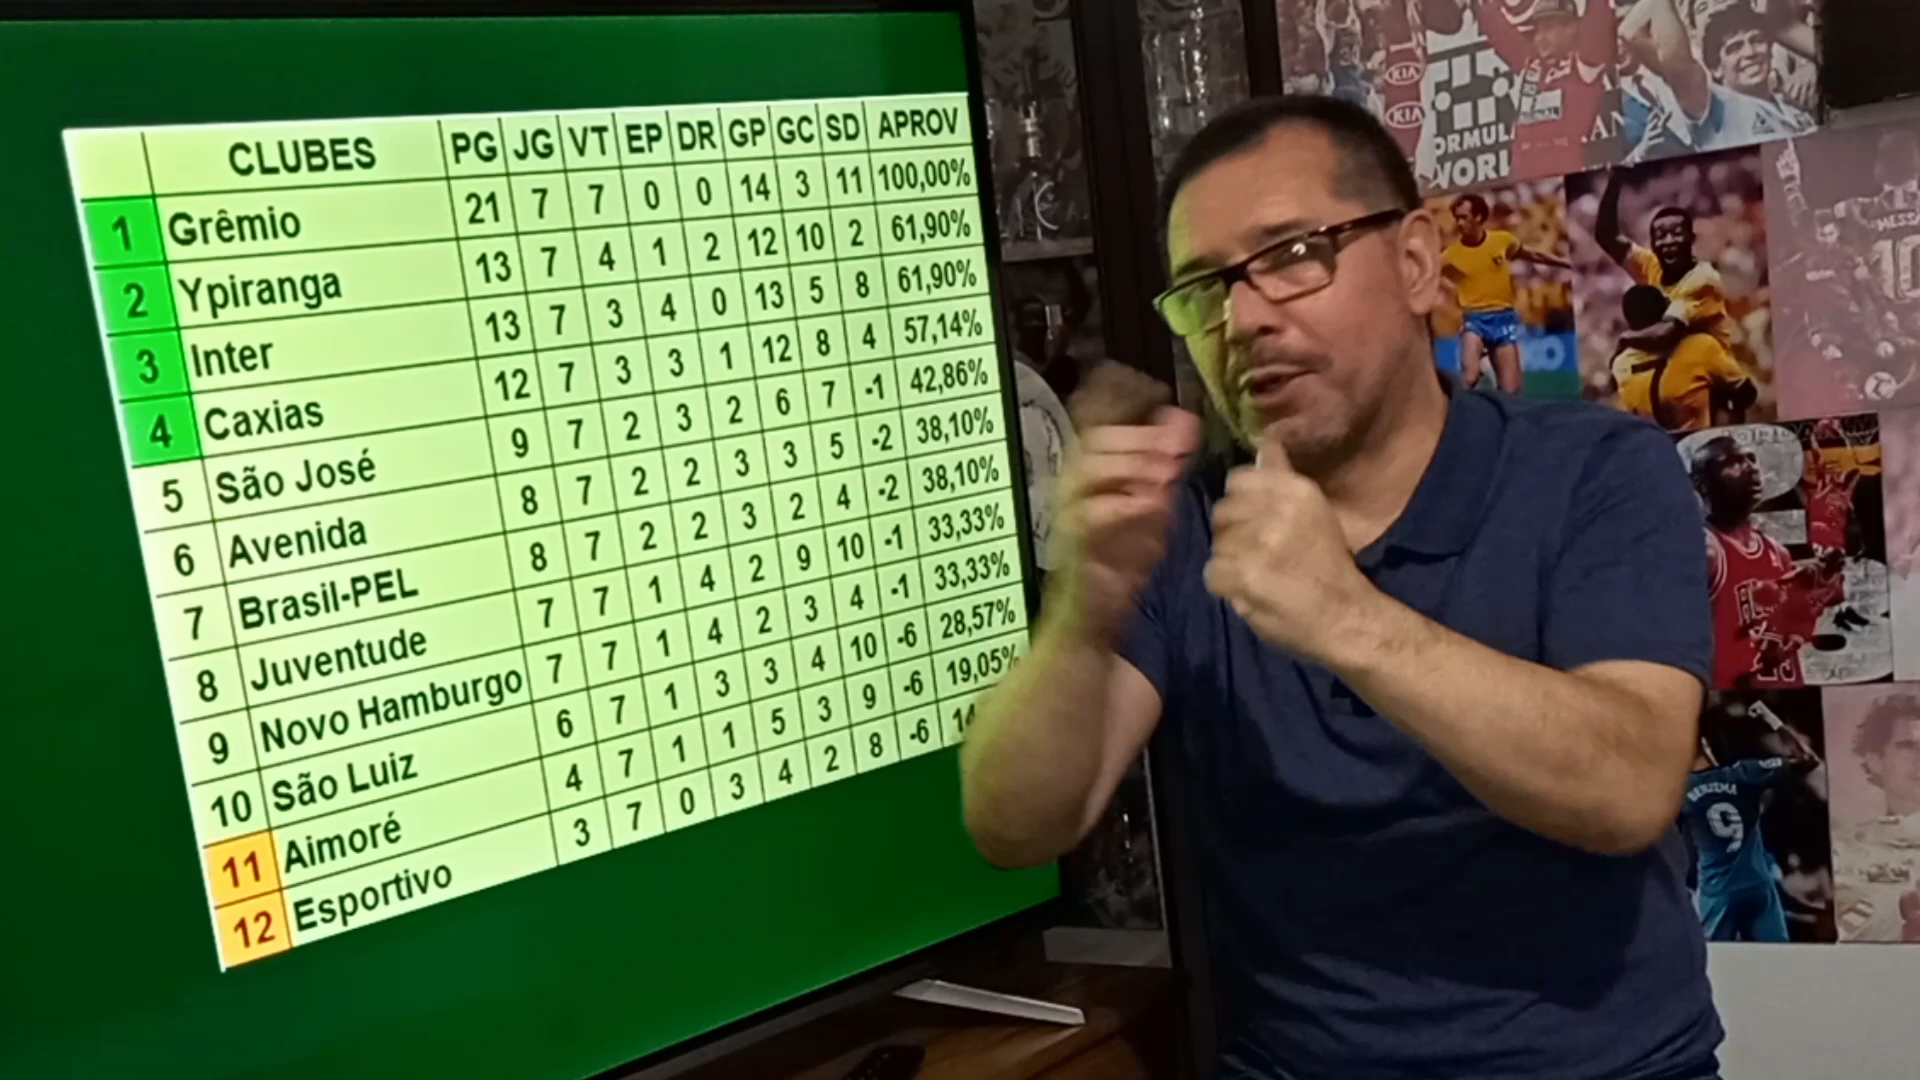 CLUBES PG JG VT EP DR GP GC SD APROV
1 Grêmio 21 7 7 0 0 14 3 11 100,00%
2 Ypiranga 13 7 4 1 2 12 10 2 61,90%
3 Inter 13 7 3 4 0 13 5 8 61,90%
4 Caxias 12 7 3 3 1 12 8 4 57,14%
5 São José 9 7 2 3 2 6 7 -1 42,86%
6 Avenida 8 7 2 2 3 3 5 -2 38,10%
7 Brasil-PEL 8 7 2 2 3 2 4 -2 38,10%
8 Juventude 7 7 1 4 2 9 10 -1 33,33%
9 Novo Hamburgo 7 7 1 4 2 3 4 -1 33,33%
10 São Luiz 6 7 1 3 3 4 10 -6 28,57%
11 Aimoré 4 7 1 1 5 3 9 -6 19,05%
12 Esportivo 3 7 0 3 4 2 8 -6
KIA
KIA
MESSI
10
BENZEMA
9